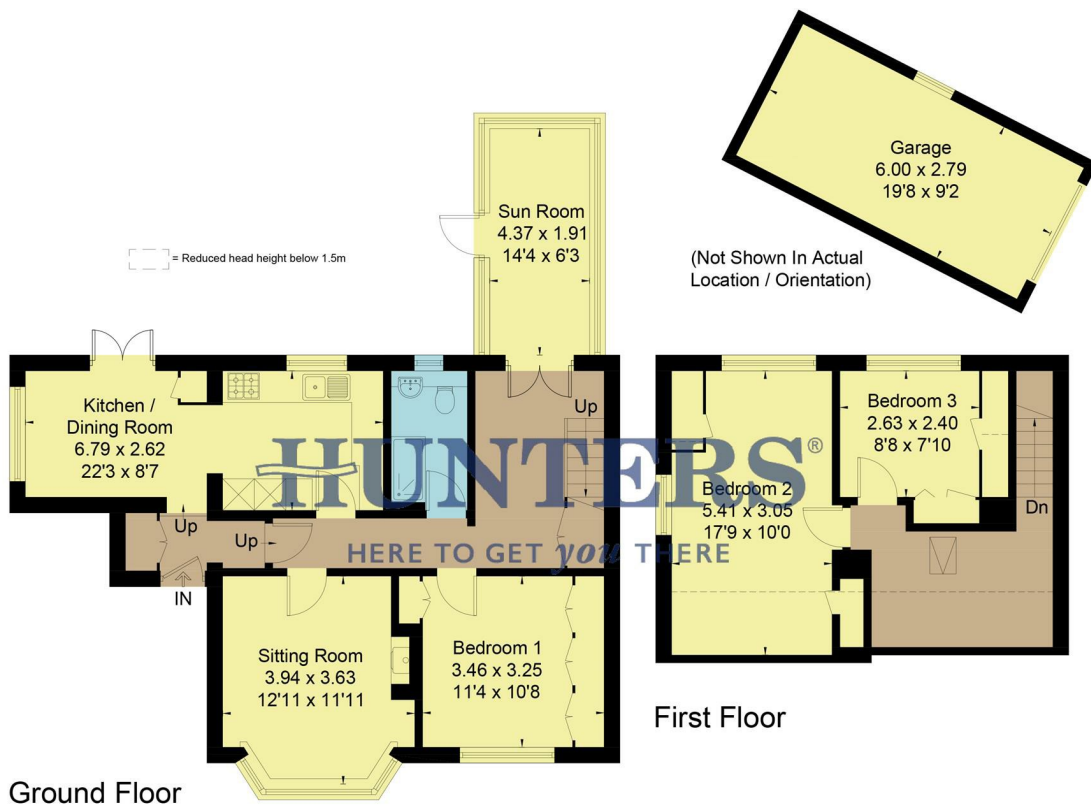 Garage
6.00 x 2.79
19'8 x 9'2
Sun Room
4.37 x 1.91
14'4 x 6'3
(Not Shown In Actual
Location / Orientation)
= Reduced head height below 1.5m
Kitchen /
Dining Room
6.79 x 2.62
22'3 x 8'7
Up
Bedroom 3
2.63 x 2.40
8'8 x 7'10
HUNTERS®
HERE TO GET you THERE
Bedroom 2
5.41 x 3.05
17'9 x 10'0
Dn
Up
Up
IN
Sitting Room
3.94 x 3.63
12'11 x 11'11
Bedroom 1
3.46 x 3.25
11'4 x 10'8
First Floor
Ground Floor